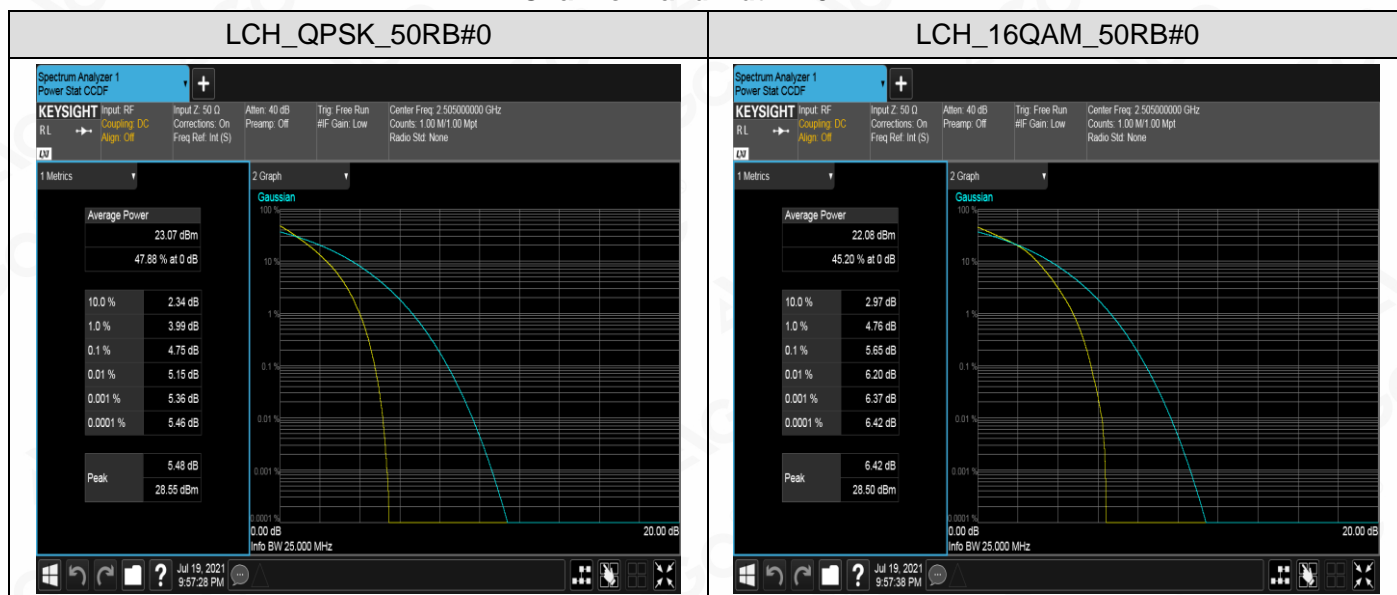 LCH_QPSK_50RB#0
Spectrum Analyzer 1
Power Stat CCDF
+
KEYSIGHT
RL
LXI
Input: RF
Coupling: DC
Align: Off
Input Z: 50 Ω
Corrections: On
Freq Ref: Int (S)
Atten: 40 dB
Preamp: Off
Trig: Free Run
#IF Gain: Low
Center Freq: 2.505000000 GHz
Counts: 1.00 M/1.00 Mpt
Radio Std: None
1 Metrics
Average Power
23.07 dBm
47.88 % at 0 dB
10.0 % 2.34 dB
1.0 % 3.99 dB
0.1 % 4.75 dB
0.01 % 5.15 dB
0.001 % 5.36 dB
0.0001 % 5.46 dB
Peak
5.48 dB
28.55 dBm
2 Graph
Gaussian
100 %
10 %
1 %
0.1 %
0.01 %
0.001 %
0.0001 %
0.00 dB 20.00 dB
Info BW 25.000 MHz
?
Jul 19, 2021
9:57:28 PM
LCH_16QAM_50RB#0
Spectrum Analyzer 1
Power Stat CCDF
+
KEYSIGHT
RL
LXI
Input: RF
Coupling: DC
Align: Off
Input Z: 50 Ω
Corrections: On
Freq Ref: Int (S)
Atten: 40 dB
Preamp: Off
Trig: Free Run
#IF Gain: Low
Center Freq: 2.505000000 GHz
Counts: 1.00 M/1.00 Mpt
Radio Std: None
1 Metrics
Average Power
22.08 dBm
45.20 % at 0 dB
10.0 % 2.97 dB
1.0 % 4.76 dB
0.1 % 5.65 dB
0.01 % 6.20 dB
0.001 % 6.37 dB
0.0001 % 6.42 dB
Peak
6.42 dB
28.50 dBm
2 Graph
Gaussian
100 %
10 %
1 %
0.1 %
0.01 %
0.001 %
0.0001 %
0.00 dB 20.00 dB
Info BW 25.000 MHz
?
Jul 19, 2021
9:57:38 PM